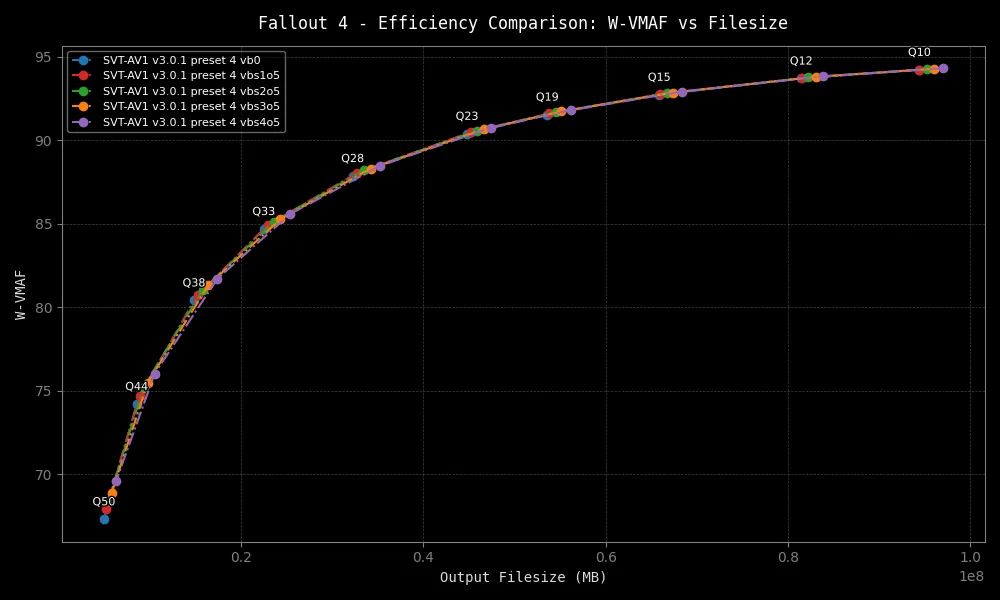 Fallout 4 - Efficiency Comparison: W-VMAF vs Filesize
SVT-AV1 v3.0.1 preset 4 vb0
SVT-AV1 v3.0.1 preset 4 vbs1o5
SVT-AV1 v3.0.1 preset 4 vbs2o5
SVT-AV1 v3.0.1 preset 4 vbs3o5
SVT-AV1 v3.0.1 preset 4 vbs4o5
W-VMAF
95
90
85
80
75
70
Q10
Q12
Q15
Q19
Q23
Q28
Q33
Q38
Q44
Q50
0.2
0.4
0.6
0.8
1.0
1e8
Output Filesize (MB)